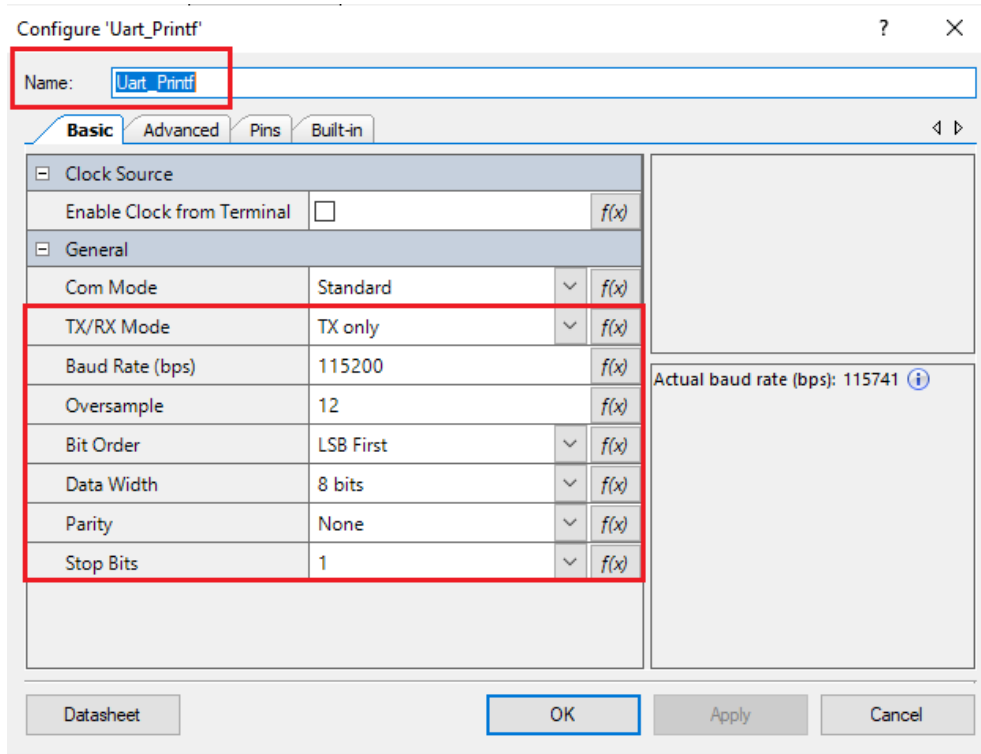 Configure 'Uart_Printf'
?
Name: Uart_Printf
Basic Advanced Pins Built-in
Clock Source
Enable Clock from Terminal f(x)
General
Com Mode Standard f(x)
TX/RX Mode TX only f(x)
Baud Rate (bps) 115200 f(x)
Actual baud rate (bps): 115741
Oversample 12 f(x)
Bit Order LSB First f(x)
Data Width 8 bits f(x)
Parity None f(x)
Stop Bits 1 f(x)
Datasheet OK Apply Cancel